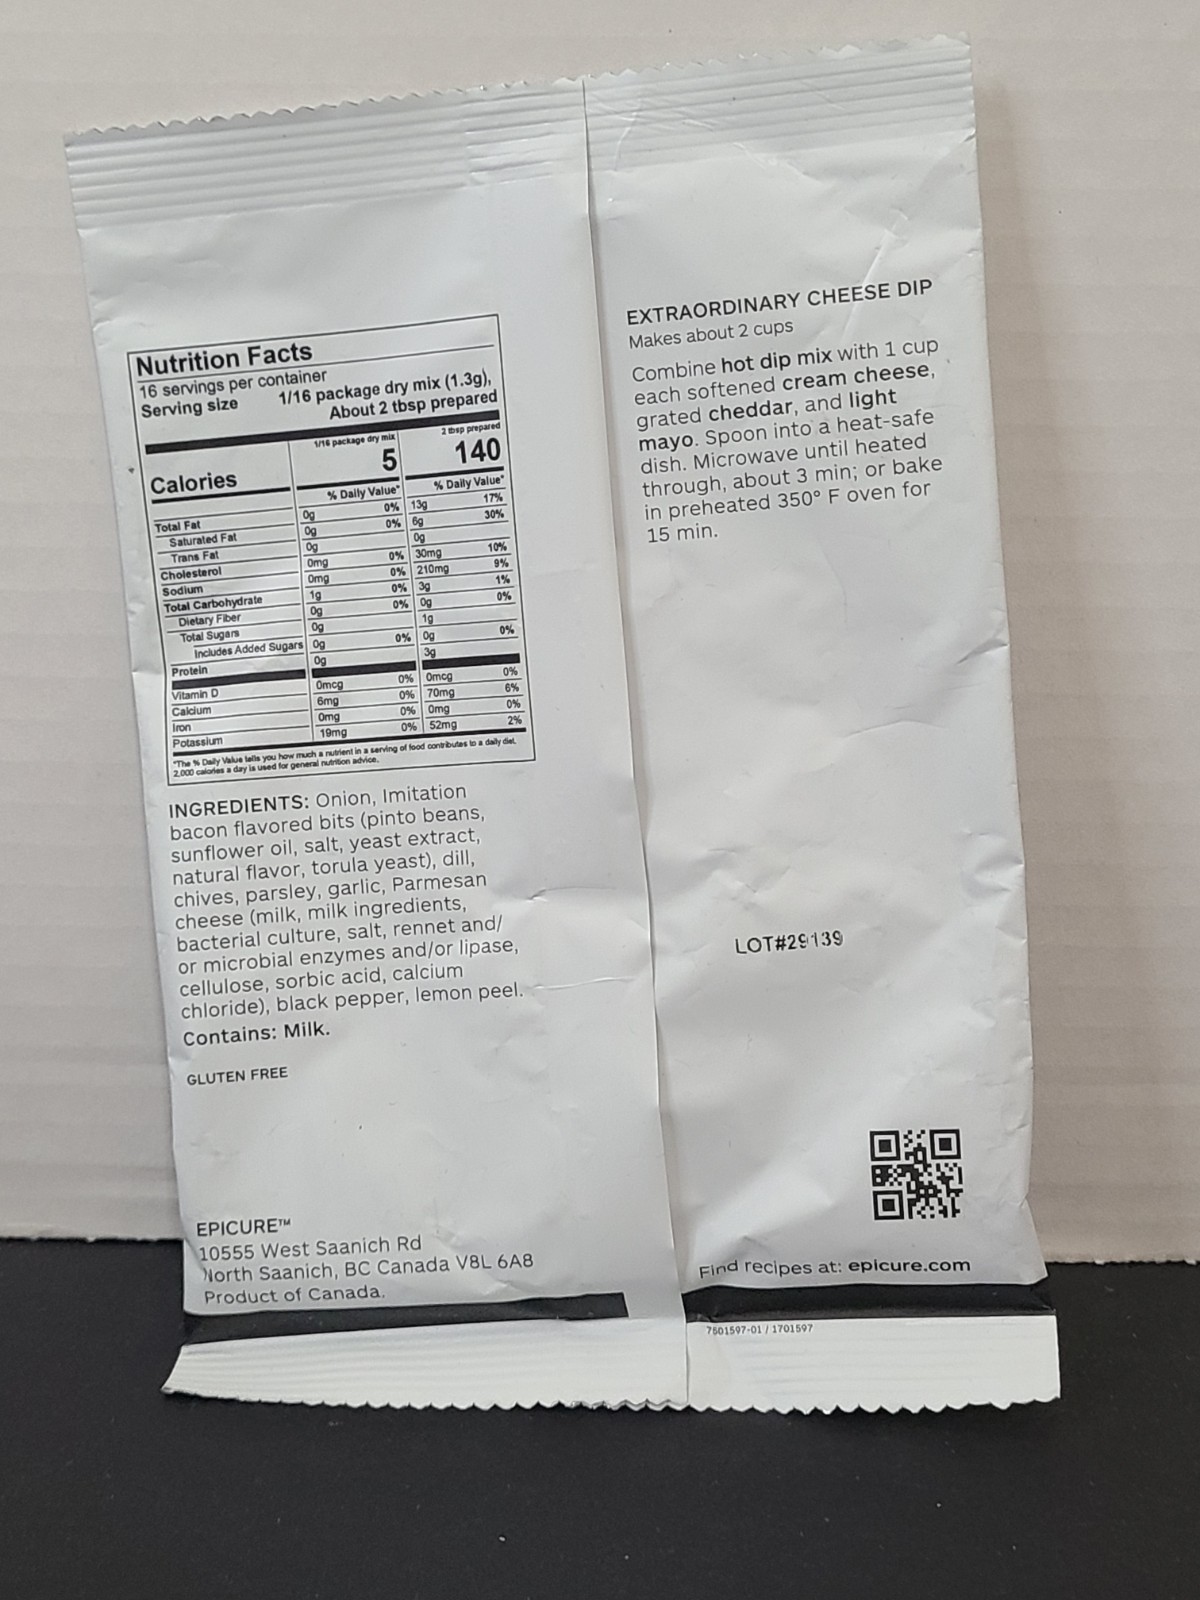 Nutrition Facts
16 servings per container
Serving size 1/16 package dry mix (1.3g),
About 2 tbsp prepared
1/16 package dry mix 2 tbsp prepared
Calories 5 140
% Daily Value* % Daily Value*
Total Fat 0g 0% 13g 17%
Saturated Fat 0g 0% 6g 30%
Trans Fat 0g 0g
Cholesterol 0mg 0% 30mg 10%
Sodium 0mg 0% 210mg 9%
Total Carbohydrate 1g 0% 3g 1%
Dietary Fiber 0g 0% 0g 0%
Total Sugars 0g 1g
Includes Added Sugars 0g 0% 0g 0%
Protein 0g 3g
Vitamin D 0mcg 0% 0mcg 0%
Calcium 6mg 0% 70mg 6%
Iron 0mg 0% 0mg 0%
Potassium 19mg 0% 52mg 2%
*The % Daily Value tells you how much a nutrient in a serving of food contributes to a daily diet.
2,000 calories a day is used for general nutrition advice.
INGREDIENTS: Onion, Imitation
bacon flavored bits (pinto beans,
sunflower oil, salt, yeast extract,
natural flavor, torula yeast), dill,
chives, parsley, garlic, Parmesan
cheese (milk, milk ingredients,
bacterial culture, salt, rennet and/
or microbial enzymes and/or lipase,
cellulose, sorbic acid, calcium
chloride), black pepper, lemon peel.
Contains: Milk.
GLUTEN FREE
EPICURE™
10555 West Saanich Rd
North Saanich, BC Canada V8L 6A8
Product of Canada.
EXTRAORDINARY CHEESE DIP
Makes about 2 cups
Combine hot dip mix with 1 cup
each softened cream cheese,
grated cheddar, and light
mayo. Spoon into a heat-safe
dish. Microwave until heated
through, about 3 min; or bake
in preheated 350° F oven for
15 min.
LOT#29139
Find recipes at: epicure.com
7601597-01 / 1701597